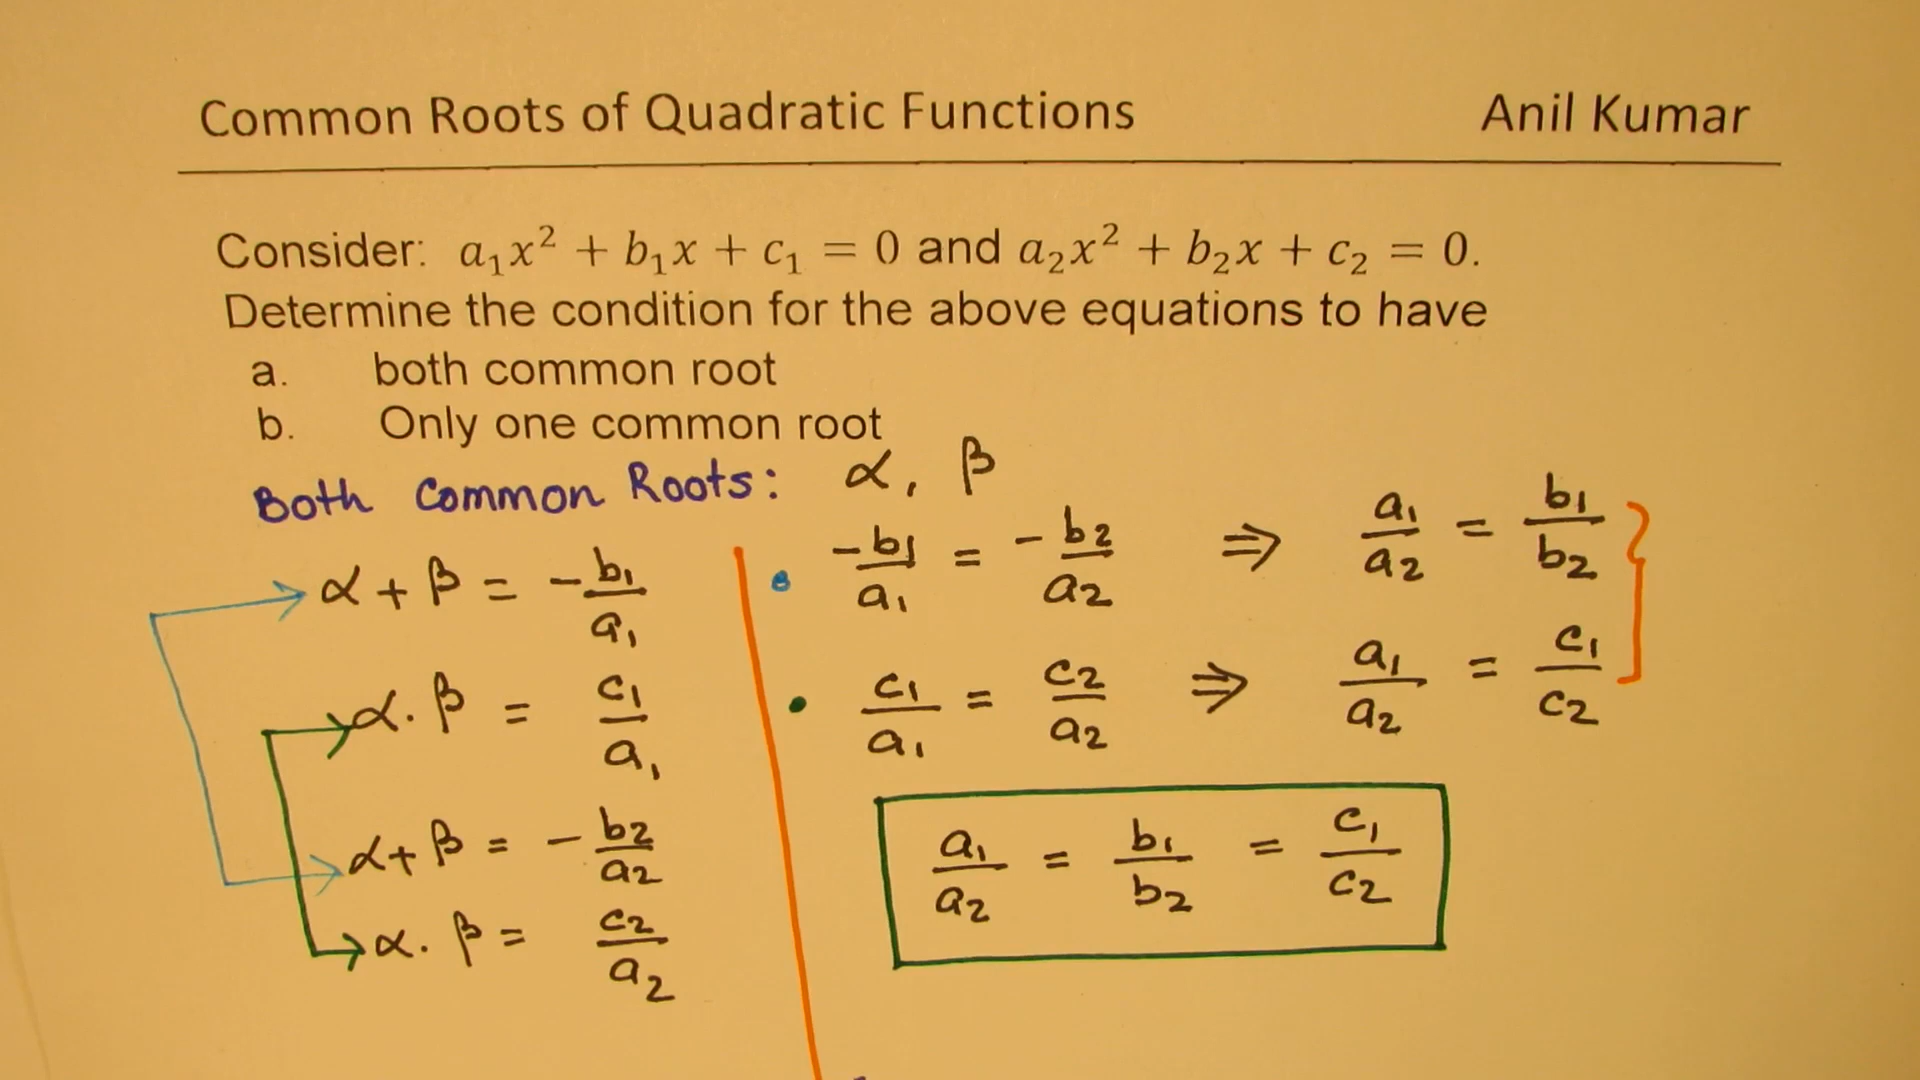 Common Roots of Quadratic Functions Anil Kumar
Consider: a₁x² + b₁x + c₁ = 0 and a₂x² + b₂x + c₂ = 0.
Determine the condition for the above equations to have
a. both common root
b. Only one common root
Both Common Roots: α, β
α + β = -b₁/a₁
α · β = c₁/a₁
α + β = -b₂/a₂
α · β = c₂/a₂
-b₁/a₁ = -b₂/a₂ ⇒ a₁/a₂ = b₁/b₂
c₁/a₁ = c₂/a₂ ⇒ a₁/a₂ = c₁/c₂
a₁/a₂ = b₁/b₂ = c₁/c₂